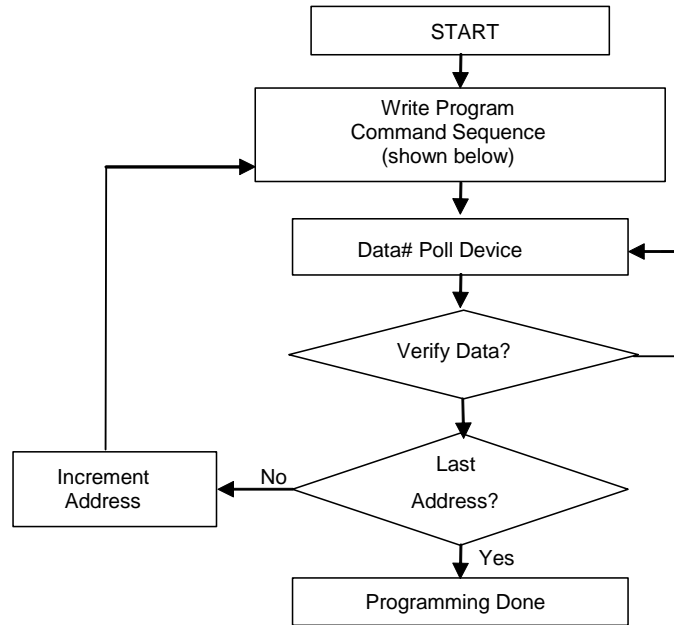 START
Write Program
Command Sequence
(shown below)
Data# Poll Device
Verify Data?
Last
Address?
No
Increment
Address
Yes
Programming Done